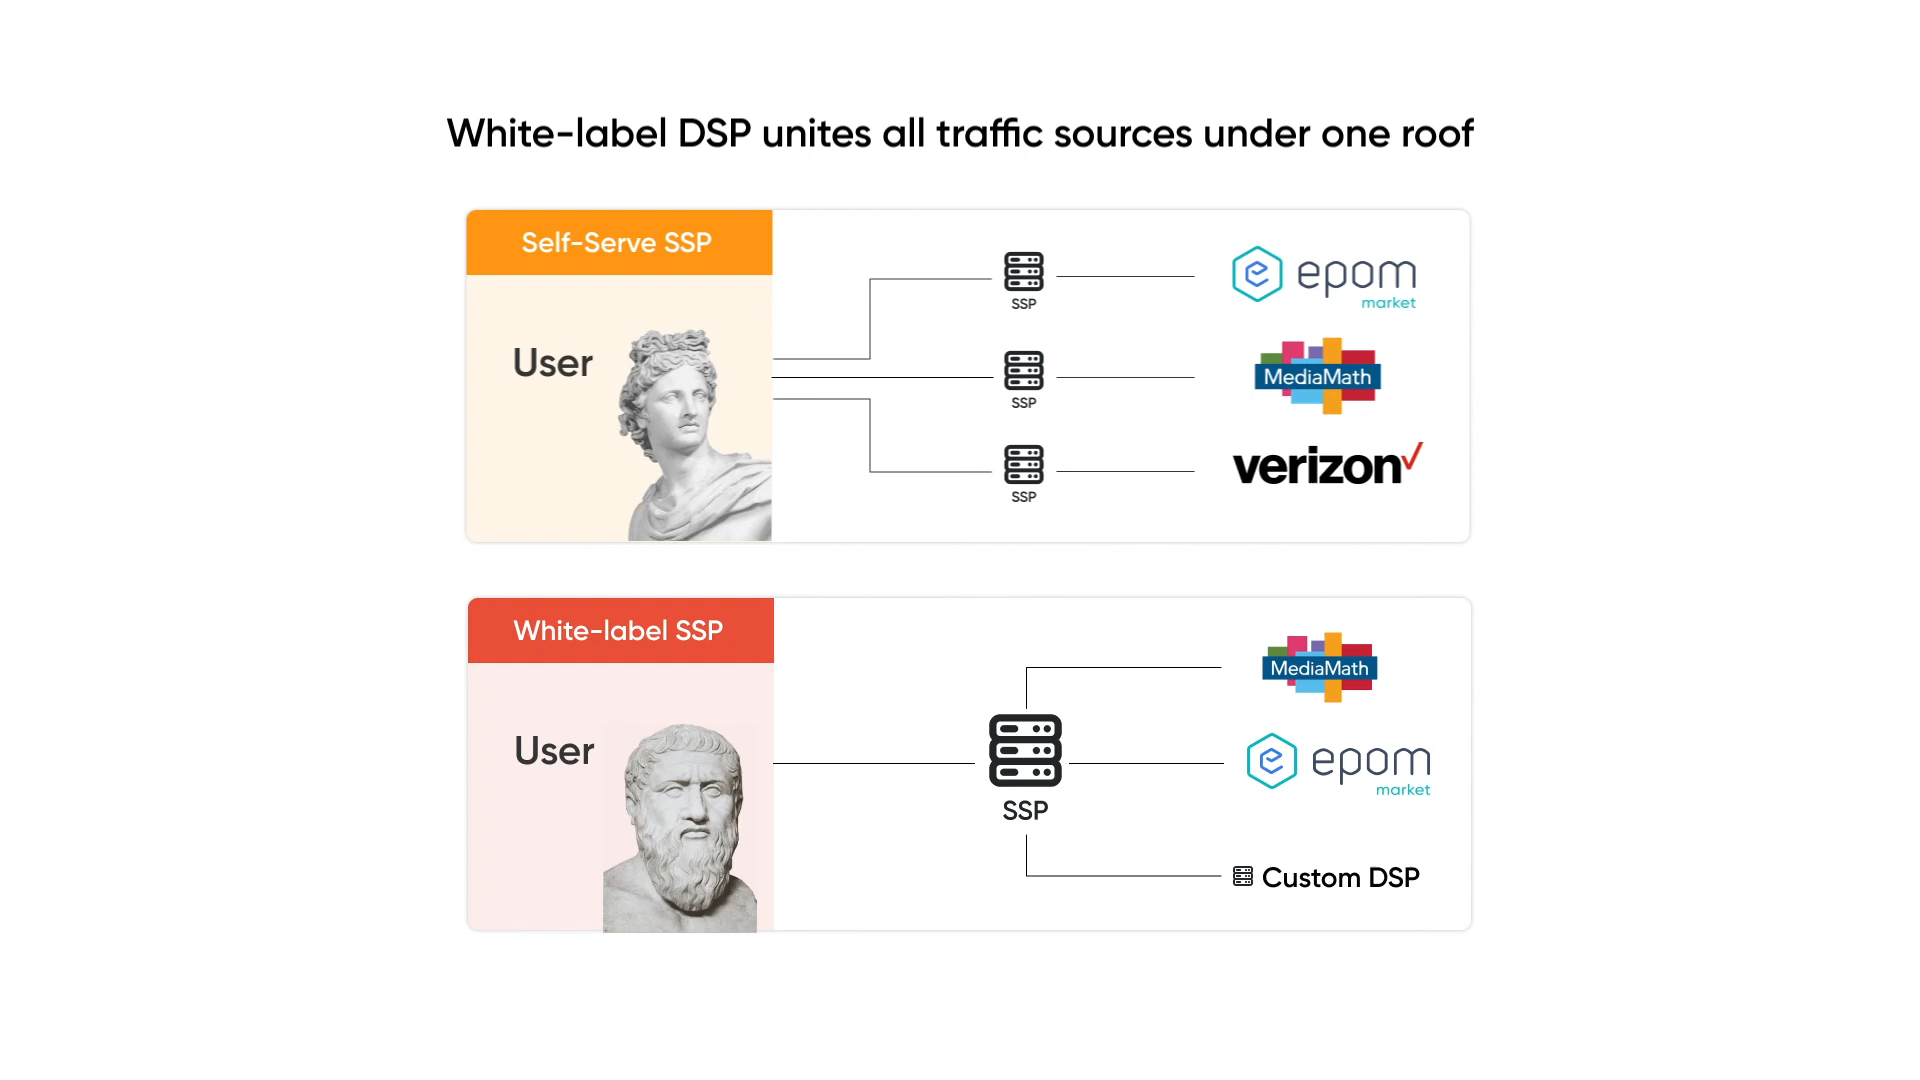 White-label DSP unites all traffic sources under one roof
Self-Serve SSP
User
SSP
epom
market
SSP
MediaMath
SSP
verizon
White-label SSP
User
SSP
MediaMath
epom
market
Custom DSP